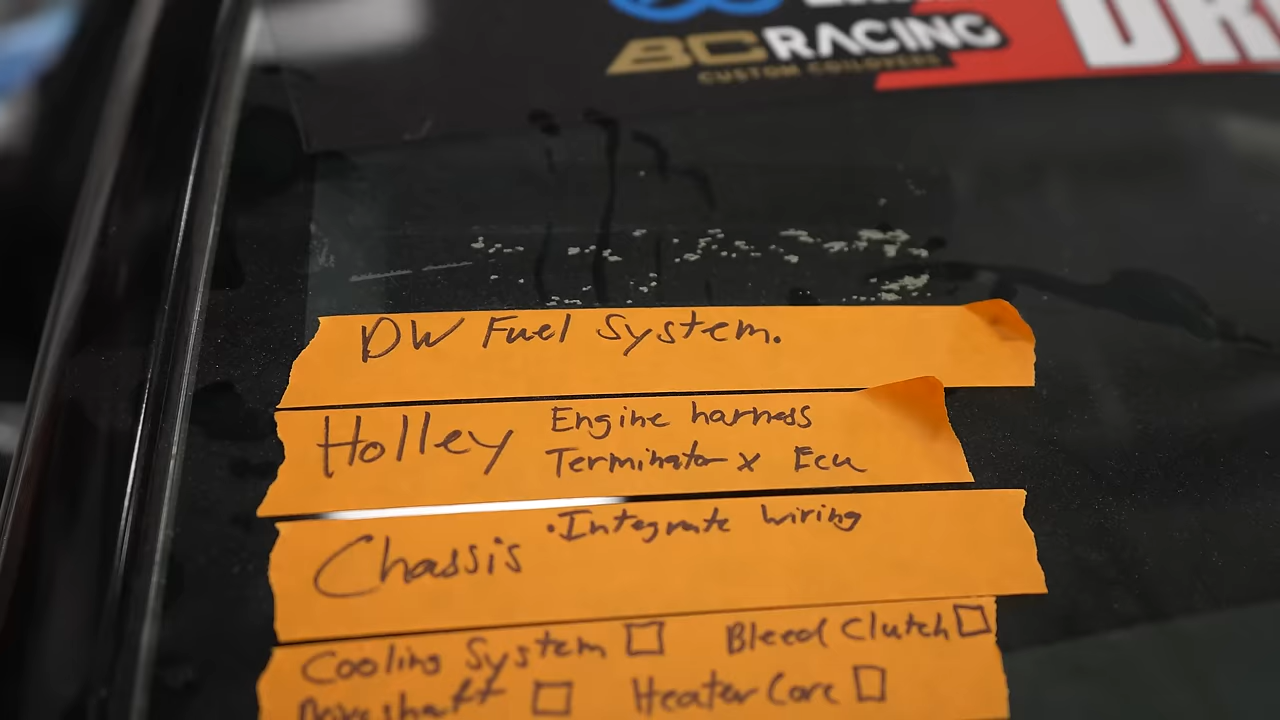 BC RACING
CUSTOM COILOVERS
DW Fuel System.
Holley Engine harness
Terminator x Ecu
Chassis ·Integrate wiring
Cooling System Bleed Clutch
Driveshaft Heater Core